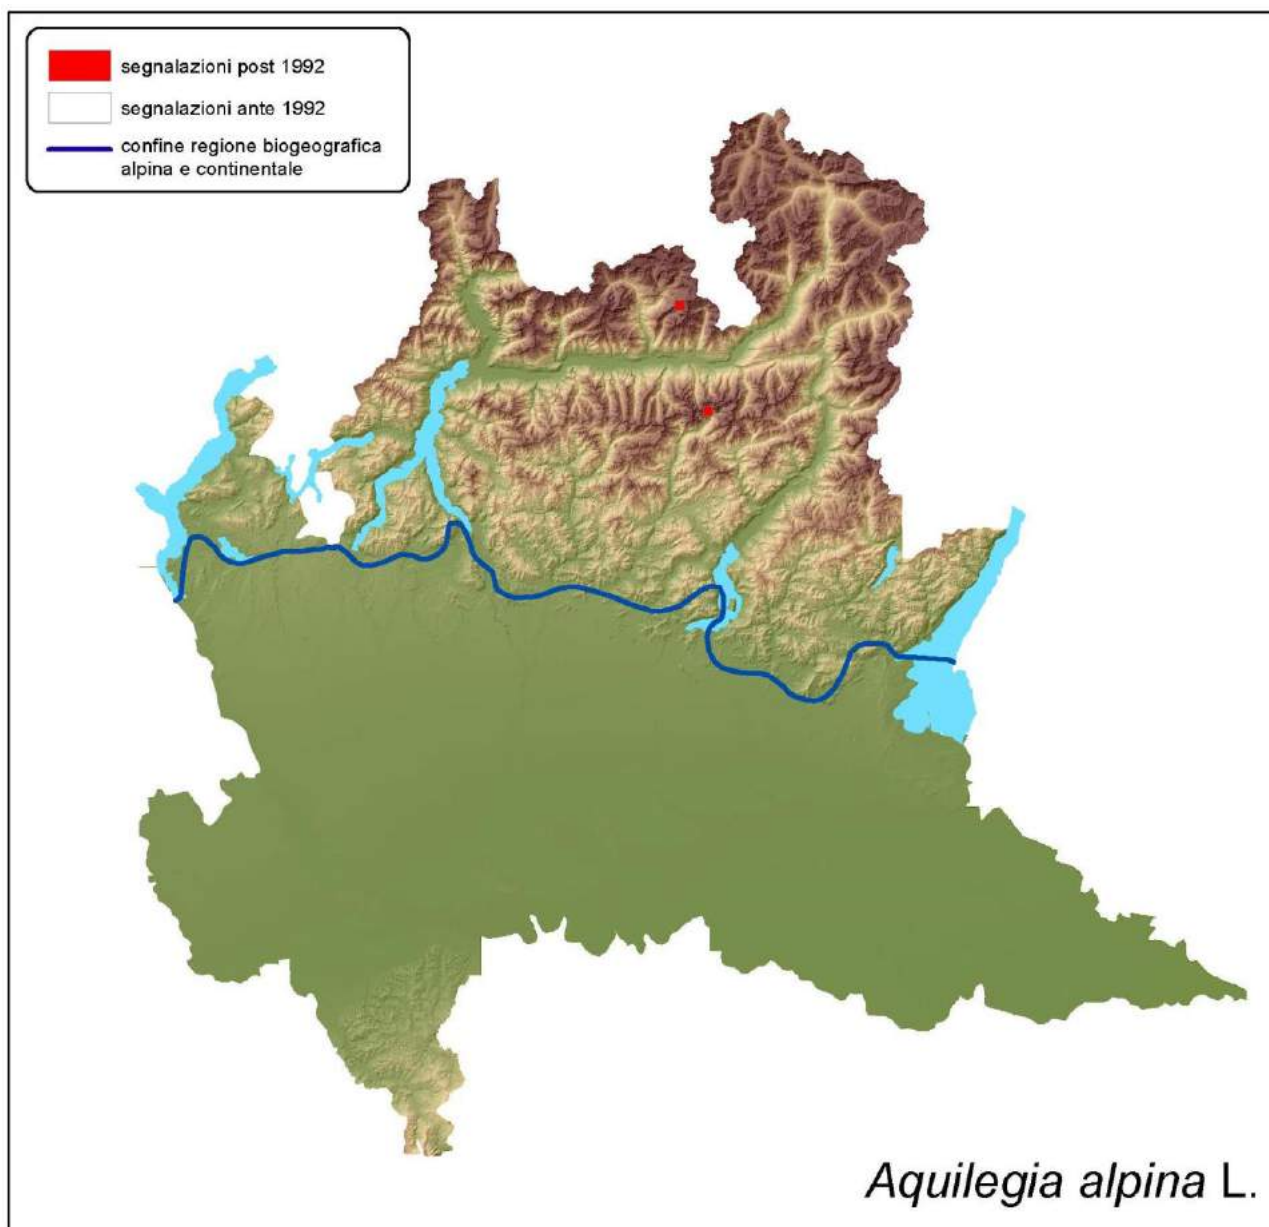 segnalazioni post 1992
segnalazioni ante 1992
confine regione biogeografica
alpina e continentale
Aquilegia alpina L.